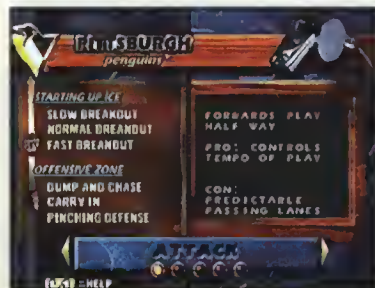 PITTSBURGH
penguins
STARTING UP ICE
SLOW BREAKOUT
NORMAL BREAKOUT
FAST BREAKOUT
OFFENSIVE ZONE
DUMP AND CHASE
CARRY IN
PINCHING DEFENSE
FORWARDS PLAY
HALF WAY
PRO: CONTROLS
TEMPO OF PLAY
CON:
PREDICTABLE
PASSING LANES
ATTACK
=HELP